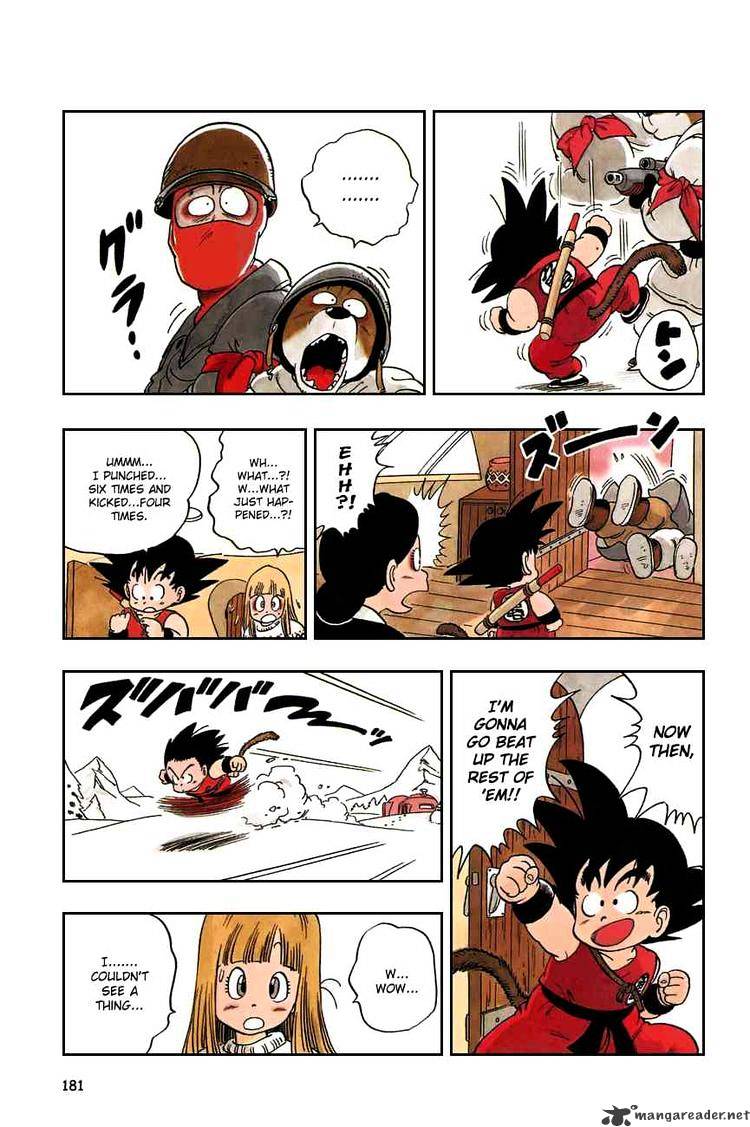 トン
.......
.......
グラ…
ズーーン
EHH
?!
WH...
WHAT...?!
W...WHAT
JUST HAP-
PENED...?!
UMMM...
I PUNCHED...
SIX TIMES AND
KICKED...FOUR
TIMES.
NOW
THEN,
I'M
GONNA
GO BEAT
UP THE
REST OF
'EM!!
ズバババーッ
W...
WOW...
I.......
COULDN'T
SEE A
THING...
181
mangareader.net